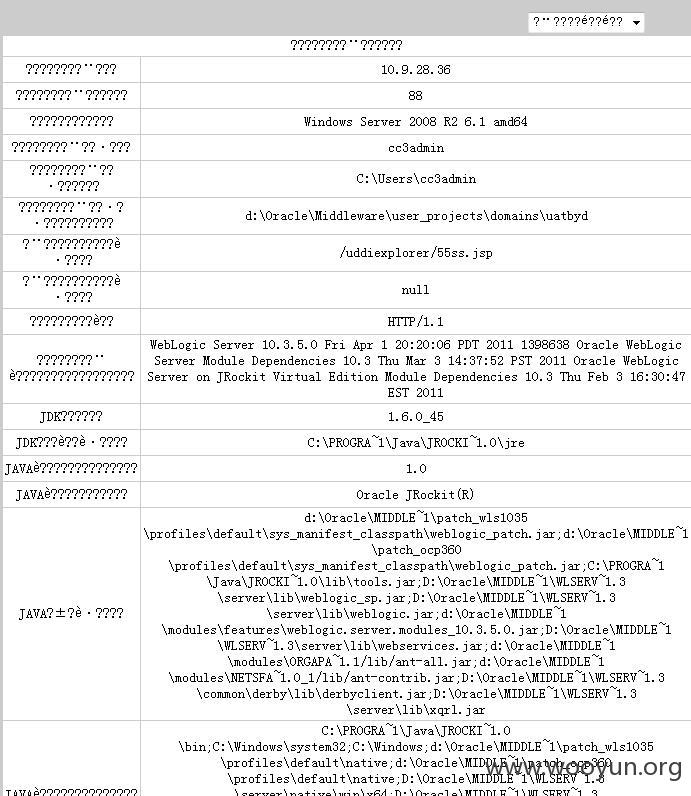 ?¨????é??é??
????????¨??????
????????¨???
10.9.28.36
????????¨??????
88
????????????
Windows Server 2008 R2 6.1 amd64
????????¨??·???
cc3admin
????????¨??
·??????
C:\Users\cc3admin
????????¨??·?
·??????????
d:\Oracle\Middleware\user_projects\domains\uatbyd
?¨??????????è
·????
/uddiexplorer/55ss.jsp
?¨??????????è
·????
null
?????????è??
HTTP/1.1
????????¨
è?????????????????
WebLogic Server 10.3.5.0 Fri Apr 1 20:20:06 PDT 2011 1398638 Oracle WebLogic
Server Module Dependencies 10.3 Thu Mar 3 14:37:52 PST 2011 Oracle WebLogic
Server on JRockit Virtual Edition Module Dependencies 10.3 Thu Feb 3 16:30:47
EST 2011
JDK??????
1.6.0_45
JDK???è??è·????
C:\PROGRA~1\Java\JROCKI~1.0\jre
JAVAè??????????????
1.0
JAVAè???????????
Oracle JRockit(R)
JAVA?±?è·????
d:\Oracle\MIDDLE~1\patch_wls1035
\profiles\default\sys_manifest_classpath\weblogic_patch.jar;d:\Oracle\MIDDLE~1
\patch_ocp360
\profiles\default\sys_manifest_classpath\weblogic_patch.jar;C:\PROGRA~1
\Java\JROCKI~1.0\lib\tools.jar;D:\Oracle\MIDDLE~1\WLSERV~1.3
\server\lib\weblogic_sp.jar;D:\Oracle\MIDDLE~1\WLSERV~1.3
\server\lib\weblogic.jar;d:\Oracle\MIDDLE~1
\modules\features\weblogic.server.modules_10.3.5.0.jar;D:\Oracle\MIDDLE~1
\WLSERV~1.3\server\lib\webservices.jar;d:\Oracle\MIDDLE~1
\modules\ORGAPA~1.1/lib/ant-all.jar;d:\Oracle\MIDDLE~1
\modules\NETSFA~1.0_1/lib/ant-contrib.jar;D:\Oracle\MIDDLE~1\WLSERV~1.3
\common\derby\lib\derbyclient.jar;D:\Oracle\MIDDLE~1\WLSERV~1.3
\server\lib\xqrl.jar
C:\PROGRA~1\Java\JROCKI~1.0
\bin;C:\Windows\system32;C:\Windows;d:\Oracle\MIDDLE~1\patch_wls1035
\profiles\default\native;d:\Oracle\MIDDLE~1\patch_ocp360
\profiles\default\native;D:\Oracle\MIDDLE~1\WLSERV~1.3
www.wooyun.org